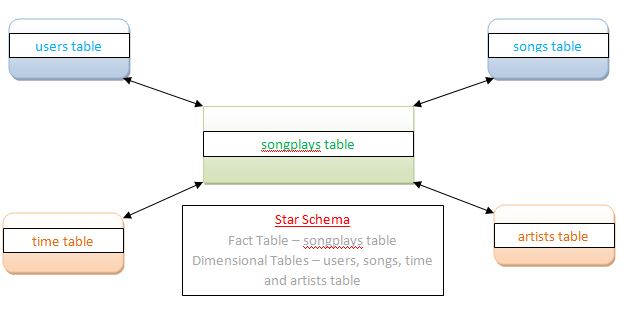 users table
songs table
songplays table
time table
artists table
Star Schema
Fact Table – songplays table
Dimensional Tables – users, songs, time
and artists table